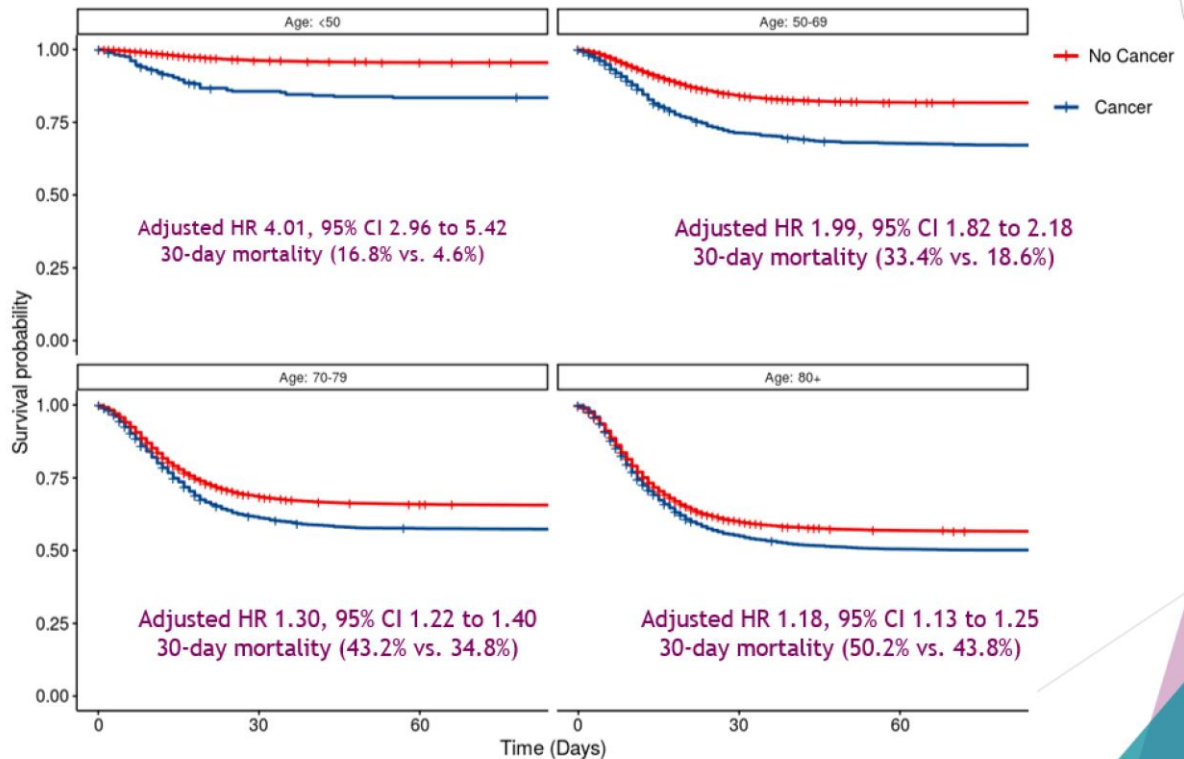 Age: <50
Age: 50-69
No Cancer
Cancer
1.00
0.75
0.50
0.25
0.00
Adjusted HR 4.01, 95% CI 2.96 to 5.42
30-day mortality (16.8% vs. 4.6%)
Adjusted HR 1.99, 95% CI 1.82 to 2.18
30-day mortality (33.4% vs. 18.6%)
Survival probability
Age: 70-79
Age: 80+
1.00
0.75
0.50
0.25
0.00
Adjusted HR 1.30, 95% CI 1.22 to 1.40
30-day mortality (43.2% vs. 34.8%)
Adjusted HR 1.18, 95% CI 1.13 to 1.25
30-day mortality (50.2% vs. 43.8%)
0 30 60
0 30 60
Time (Days)